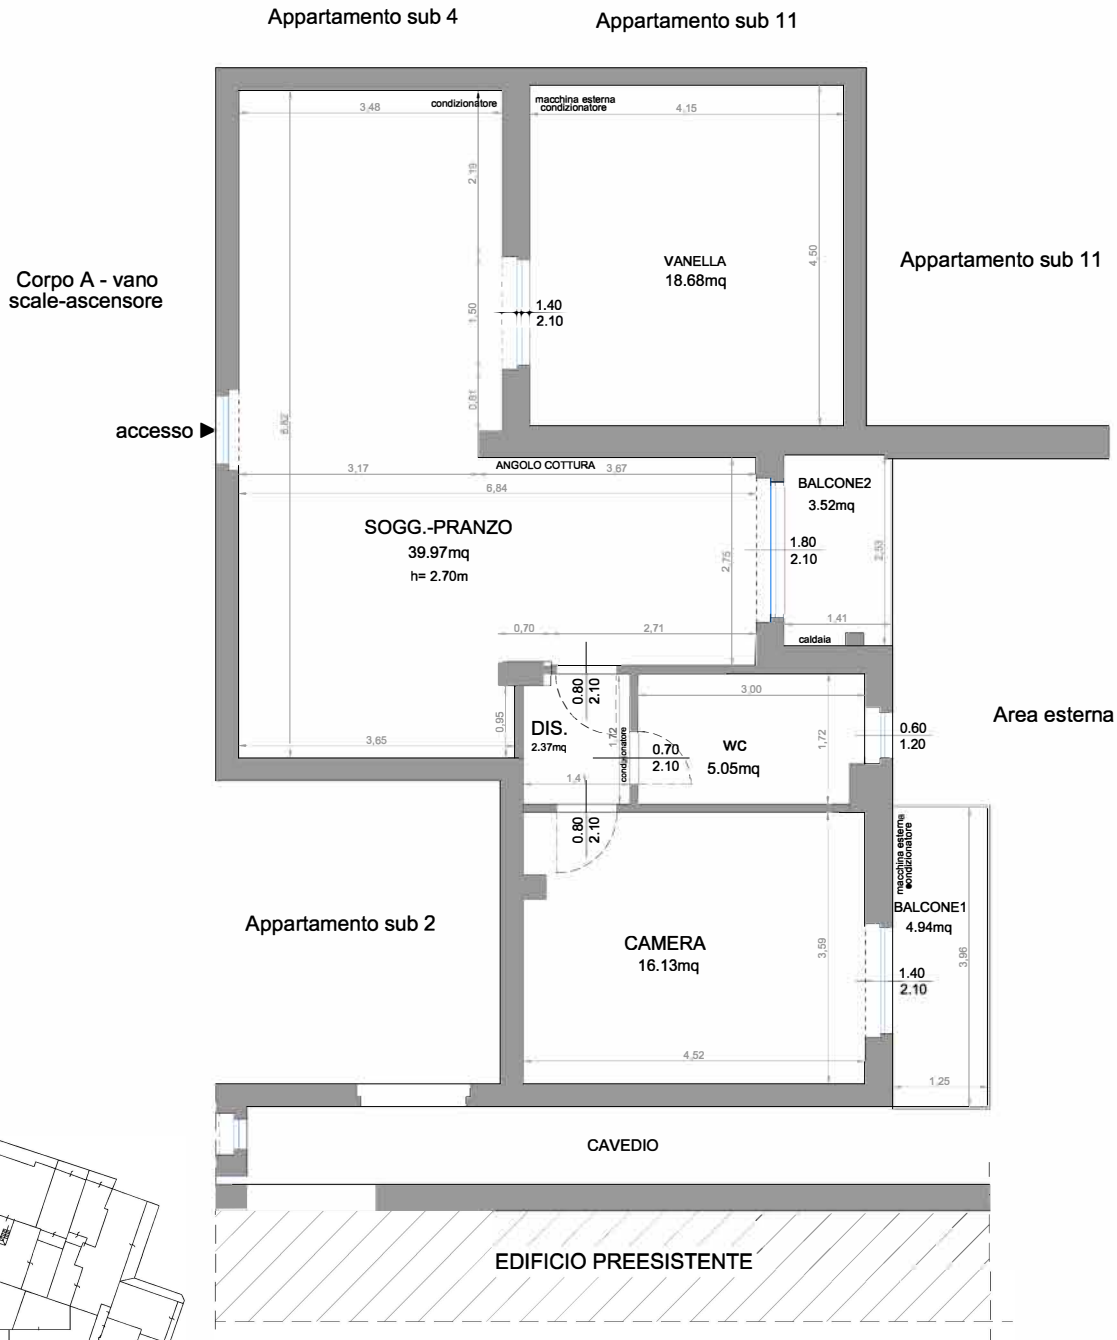 Appartamento sub 4
Appartamento sub 11
condizionatore
macchina esterna
condizionatore
3,48
4,15
2,19
4,50
VANELLA
18.68mq
Appartamento sub 11
Corpo A - vano
scale-ascensore
1,50
1.40
2.10
0,81
accesso
3,17
ANGOLO COTTURA
3,67
6,84
BALCONE2
3.52mq
SOGG.-PRANZO
39.97mq
h= 2.70m
1.80
2.10
2,75
2,53
0,70
2,71
1,41
caldaia
0.80
2.10
3,00
0,95
DIS.
2.37mq
1,72
condizionatore
0.70
2.10
WC
5.05mq
1,72
0.60
1.20
Area esterna
3,65
1,4
0.80
2.10
macchina esterna
condizionatore
Appartamento sub 2
CAMERA
16.13mq
3,59
BALCONE1
4.94mq
3,96
1.40
2.10
4,52
1,25
CAVEDIO
EDIFICIO PREESISTENTE